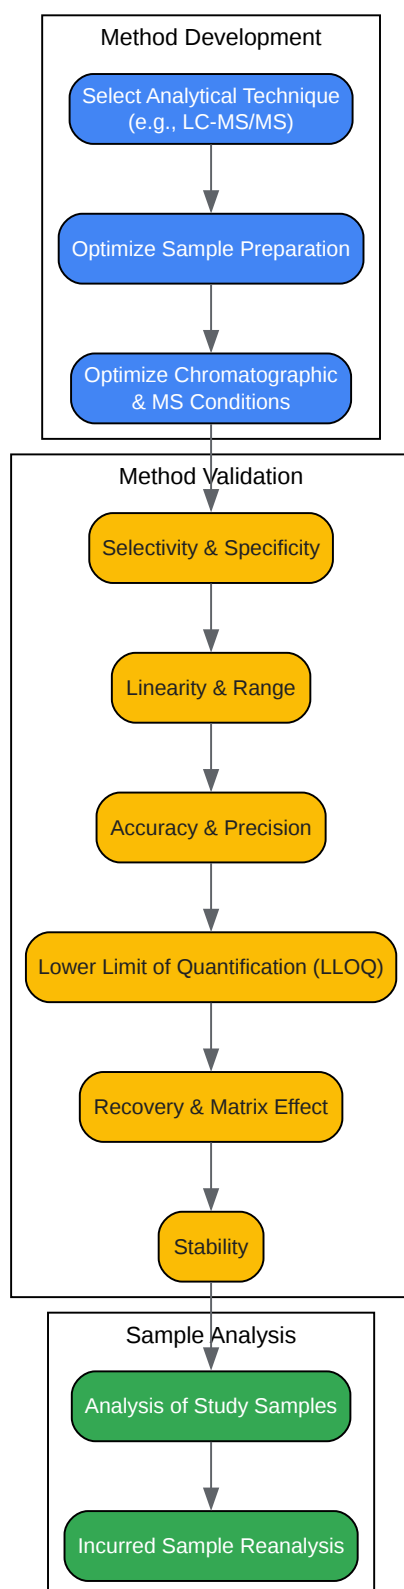 Method Development
Select Analytical Technique
(e.g., LC-MS/MS)
Optimize Sample Preparation
Optimize Chromatographic
& MS Conditions
Method Validation
Selectivity & Specificity
Linearity & Range
Accuracy & Precision
Lower Limit of Quantification (LLOQ)
Recovery & Matrix Effect
Stability
Sample Analysis
Analysis of Study Samples
Incurred Sample Reanalysis